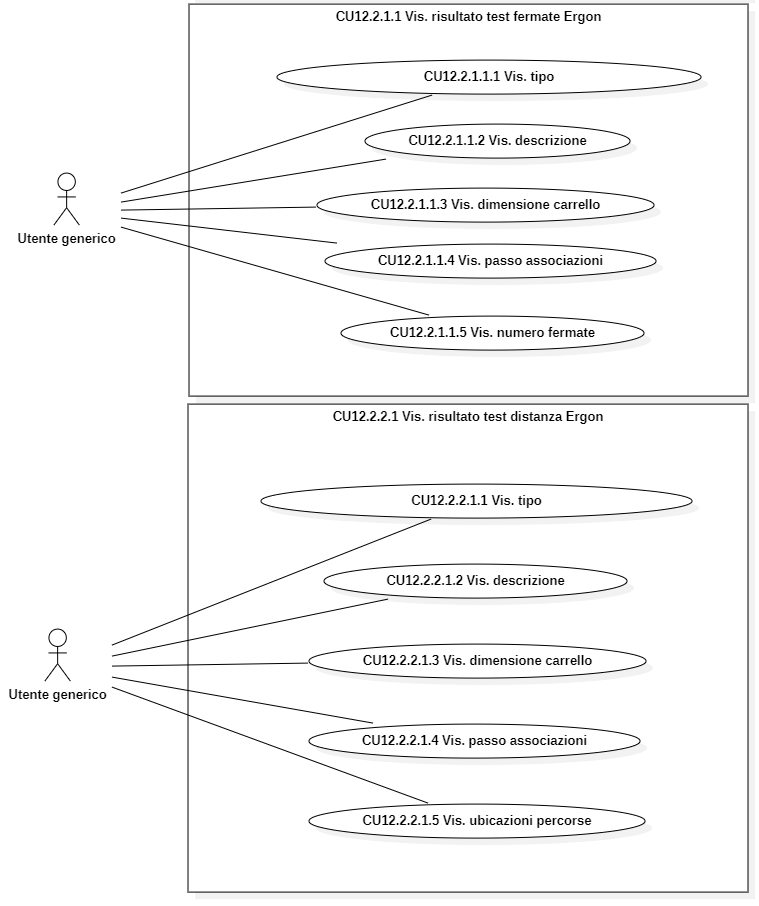 CU12.2.1.1 Vis. risultato test fermate Ergon
CU12.2.1.1.1 Vis. tipo
CU12.2.1.1.2 Vis. descrizione
CU12.2.1.1.3 Vis. dimensione carrello
Utente generico
CU12.2.1.1.4 Vis. passo associazioni
CU12.2.1.1.5 Vis. numero fermate
CU12.2.2.1 Vis. risultato test distanza Ergon
CU12.2.2.1.1 Vis. tipo
CU12.2.2.1.2 Vis. descrizione
CU12.2.2.1.3 Vis. dimensione carrello
Utente generico
CU12.2.2.1.4 Vis. passo associazioni
CU12.2.2.1.5 Vis. ubicazioni percorse